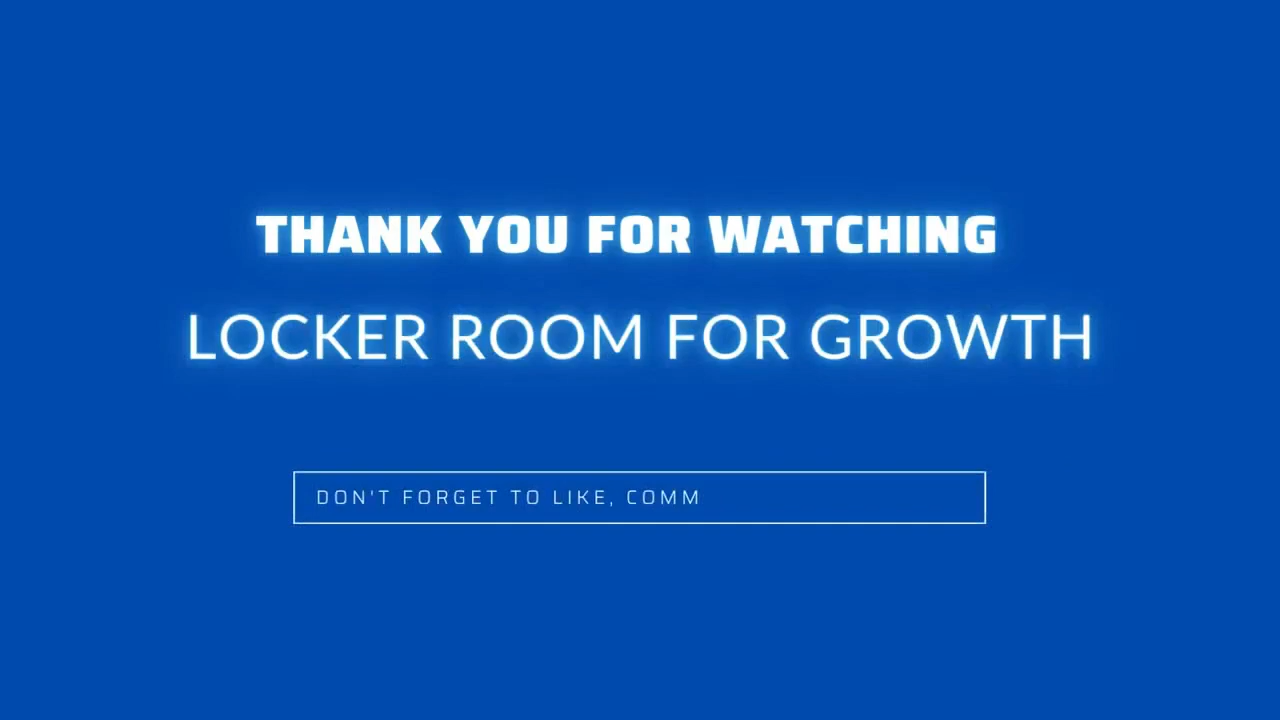 THANK YOU FOR WATCHING
LOCKER ROOM FOR GROWTH
DON'T FORGET TO LIKE, COMM